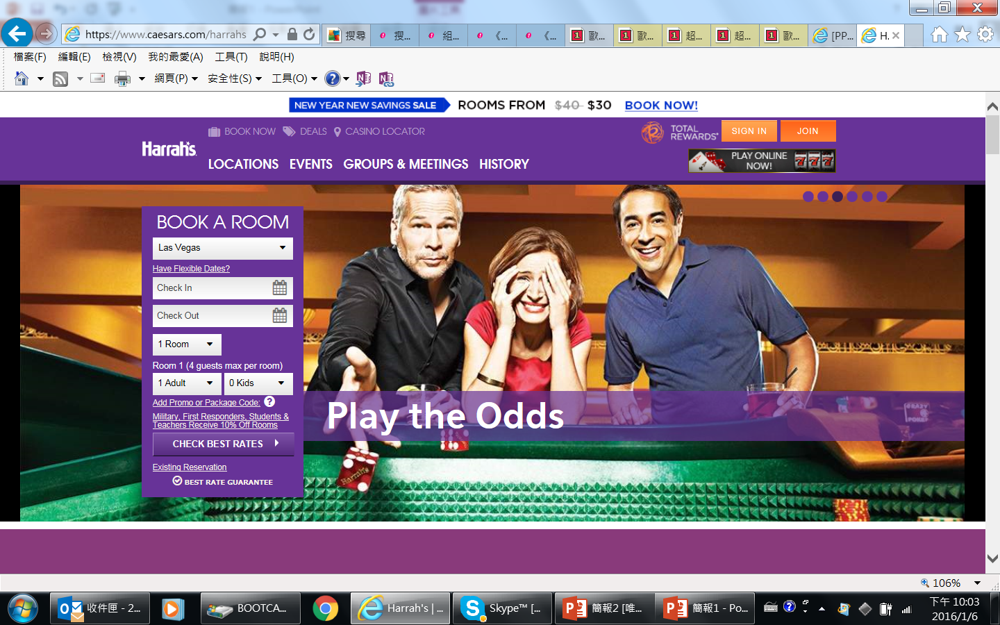 https://www.caesars.com/harrahs
搜尋
搜...
組...
《...
《...
歐...
歐...
超...
超...
歐...
[PP...
H.
檔案(F) 編輯(E) 檢視(V) 我的最愛(A) 工具(T) 說明(H)
網頁(P) 安全性(S) 工具(O)
NEW YEAR NEW SAVINGS SALE ROOMS FROM $40 $30 BOOK NOW!
BOOK NOW DEALS CASINO LOCATOR
TOTAL REWARDS®
SIGN IN
JOIN
Harrah's
PLAY ONLINE NOW!
777
LOCATIONS EVENTS GROUPS & MEETINGS HISTORY
BOOK A ROOM
Las Vegas
Have Flexible Dates?
Check In
Check Out
1 Room
Room 1 (4 guests max per room)
1 Adult 0 Kids
Add Promo or Package Code:
Military, First Responders, Students &
Teachers Receive 10% Off Rooms
CHECK BEST RATES
Existing Reservation
BEST RATE GUARANTEE
Play the Odds
Harrah's
CRAZY
POKER
106%
收件匣 - 2...
BOOTCA...
Harrah's | ...
Skype™ [...
簡報2 [唯...
簡報1 - Po...
下午 10:03
2016/1/6